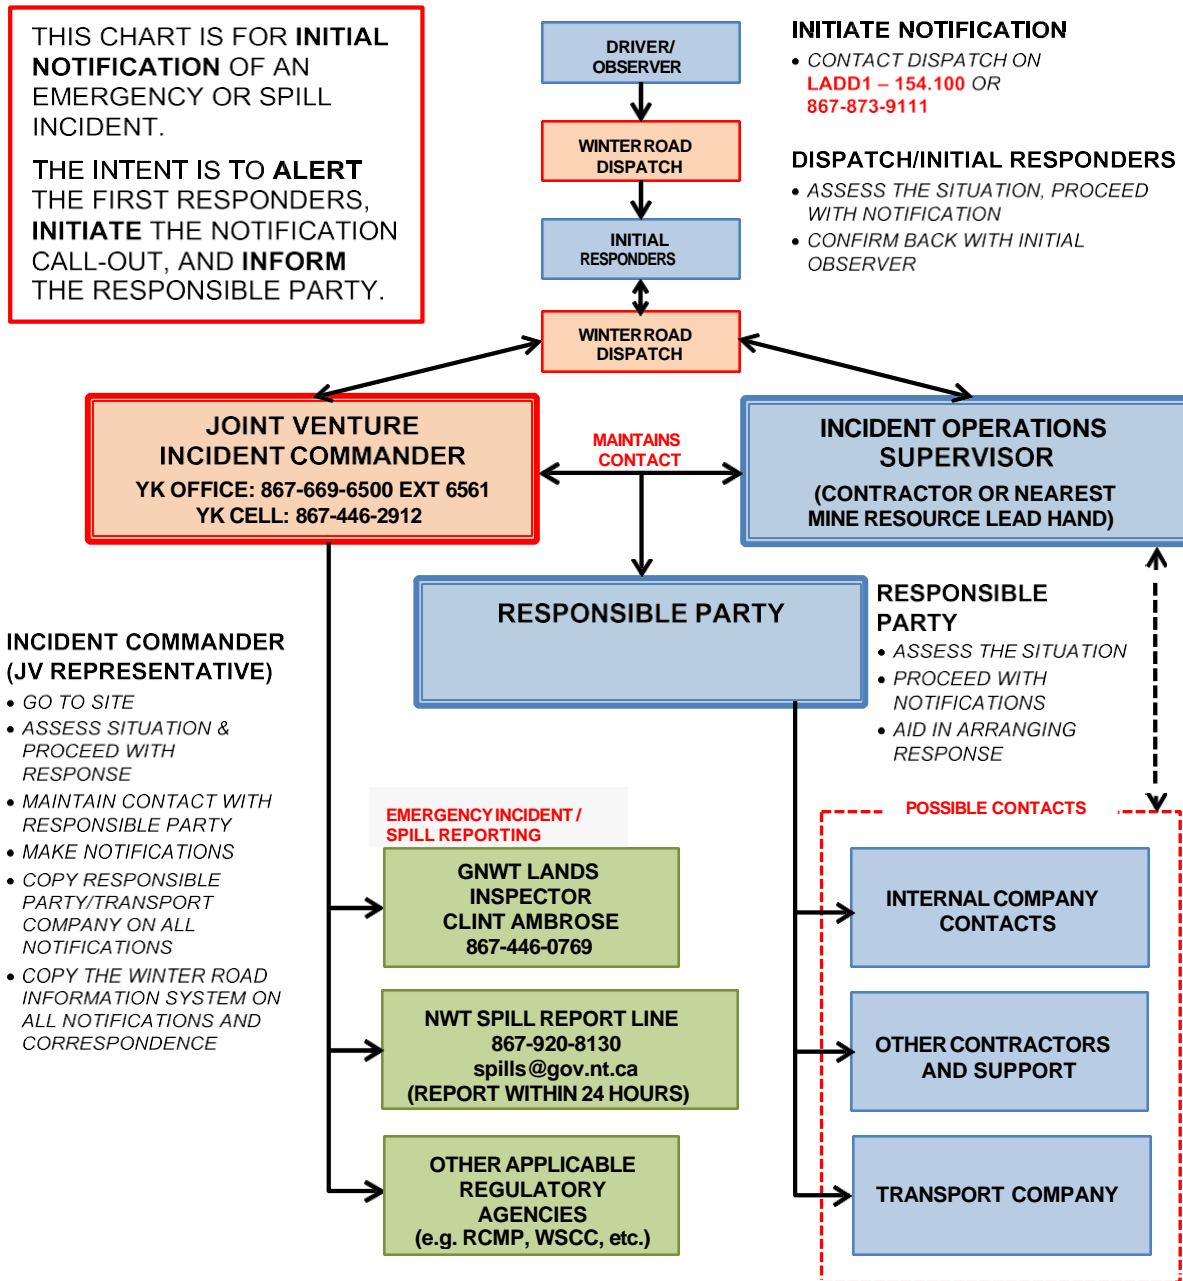 THIS CHART IS FOR INITIAL
NOTIFICATION OF AN
EMERGENCY OR SPILL
INCIDENT.
THE INTENT IS TO ALERT
THE FIRST RESPONDERS,
INITIATE THE NOTIFICATION
CALL-OUT, AND INFORM
THE RESPONSIBLE PARTY.
DRIVER/
OBSERVER
WINTER ROAD
DISPATCH
INITIAL
RESPONDERS
WINTER ROAD
DISPATCH
INITIATE NOTIFICATION
• CONTACT DISPATCH ON
LADD1 – 154.100 OR
867-873-9111
DISPATCH/INITIAL RESPONDERS
• ASSESS THE SITUATION, PROCEED
WITH NOTIFICATION
• CONFIRM BACK WITH INITIAL
OBSERVER
JOINT VENTURE
INCIDENT COMMANDER
YK OFFICE: 867-669-6500 EXT 6561
YK CELL: 867-446-2912
MAINTAINS
CONTACT
INCIDENT OPERATIONS
SUPERVISOR
(CONTRACTOR OR NEAREST
MINE RESOURCE LEAD HAND)
RESPONSIBLE PARTY
RESPONSIBLE
PARTY
• ASSESS THE SITUATION
• PROCEED WITH
NOTIFICATIONS
• AID IN ARRANGING
RESPONSE
INCIDENT COMMANDER
(JV REPRESENTATIVE)
• GO TO SITE
• ASSESS SITUATION &
PROCEED WITH
RESPONSE
• MAINTAIN CONTACT WITH
RESPONSIBLE PARTY
• MAKE NOTIFICATIONS
• COPY RESPONSIBLE
PARTY/TRANSPORT
COMPANY ON ALL
NOTIFICATIONS
• COPY THE WINTER ROAD
INFORMATION SYSTEM ON
ALL NOTIFICATIONS AND
CORRESPONDENCE
EMERGENCY INCIDENT /
SPILL REPORTING
GNWT LANDS
INSPECTOR
CLINT AMBROSE
867-446-0769
NWT SPILL REPORT LINE
867-920-8130
spills@gov.nt.ca
(REPORT WITHIN 24 HOURS)
OTHER APPLICABLE
REGULATORY
AGENCIES
(e.g. RCMP, WSCC, etc.)
POSSIBLE CONTACTS
INTERNAL COMPANY
CONTACTS
OTHER CONTRACTORS
AND SUPPORT
TRANSPORT COMPANY